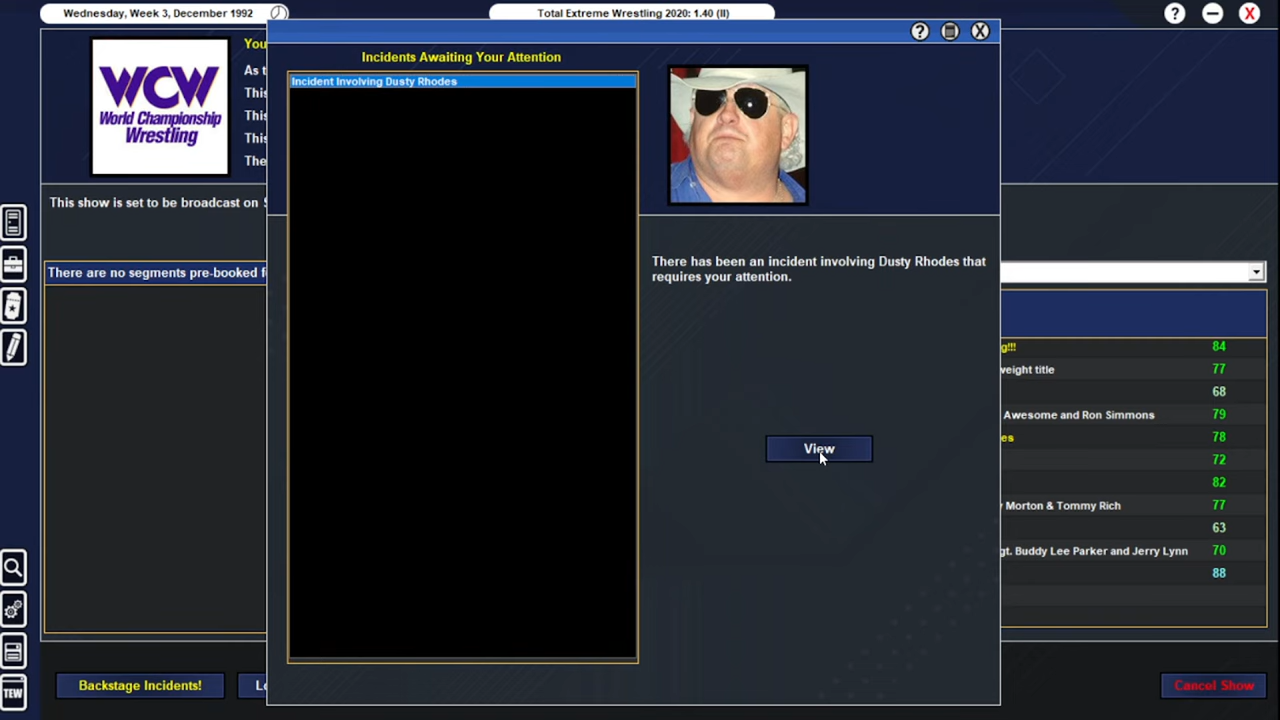 Wednesday, Week 3, December 1992
Total Extreme Wrestling 2020: 1.40 (II)
WCW
World Championship
Wrestling
You
As t
This
This
This
The
Incidents Awaiting Your Attention
Incident Involving Dusty Rhodes
This show is set to be broadcast on S
There are no segments pre-booked f
There has been an incident involving Dusty Rhodes that
requires your attention.
View
g!!! 84
weight title 77
68
Awesome and Ron Simmons 79
es 78
72
82
y Morton & Tommy Rich 77
63
gt. Buddy Lee Parker and Jerry Lynn 70
88
Backstage Incidents!
Lo
Cancel Show
TEW